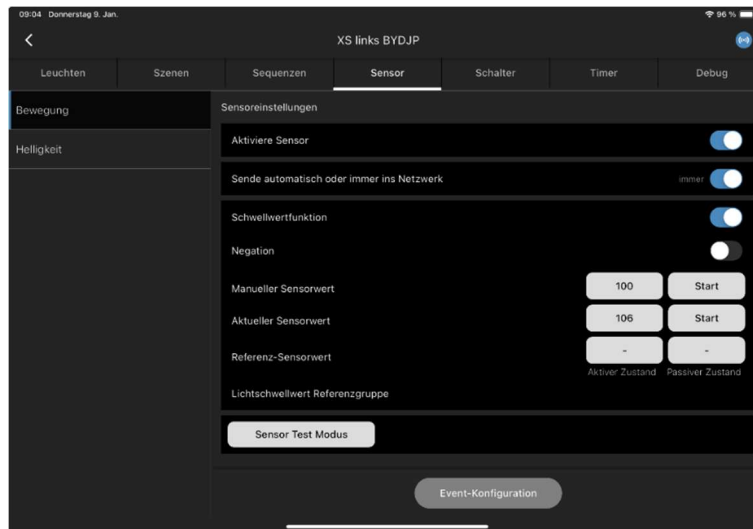 09:04 Donnerstag 9. Jan.
96 %
XS links BYDJP
Leuchten Szenen Sequenzen Sensor Schalter Timer Debug
Bewegung
Helligkeit
Sensoreinstellungen
Aktiviere Sensor
Sende automatisch oder immer ins Netzwerk immer
Schwellwertfunktion
Negation
Manueller Sensorwert 100 Start
Aktueller Sensorwert 106 Start
Referenz-Sensorwert - -
Aktiver Zustand Passiver Zustand
Lichtschwellwert Referenzgruppe
Sensor Test Modus
Event-Konfiguration